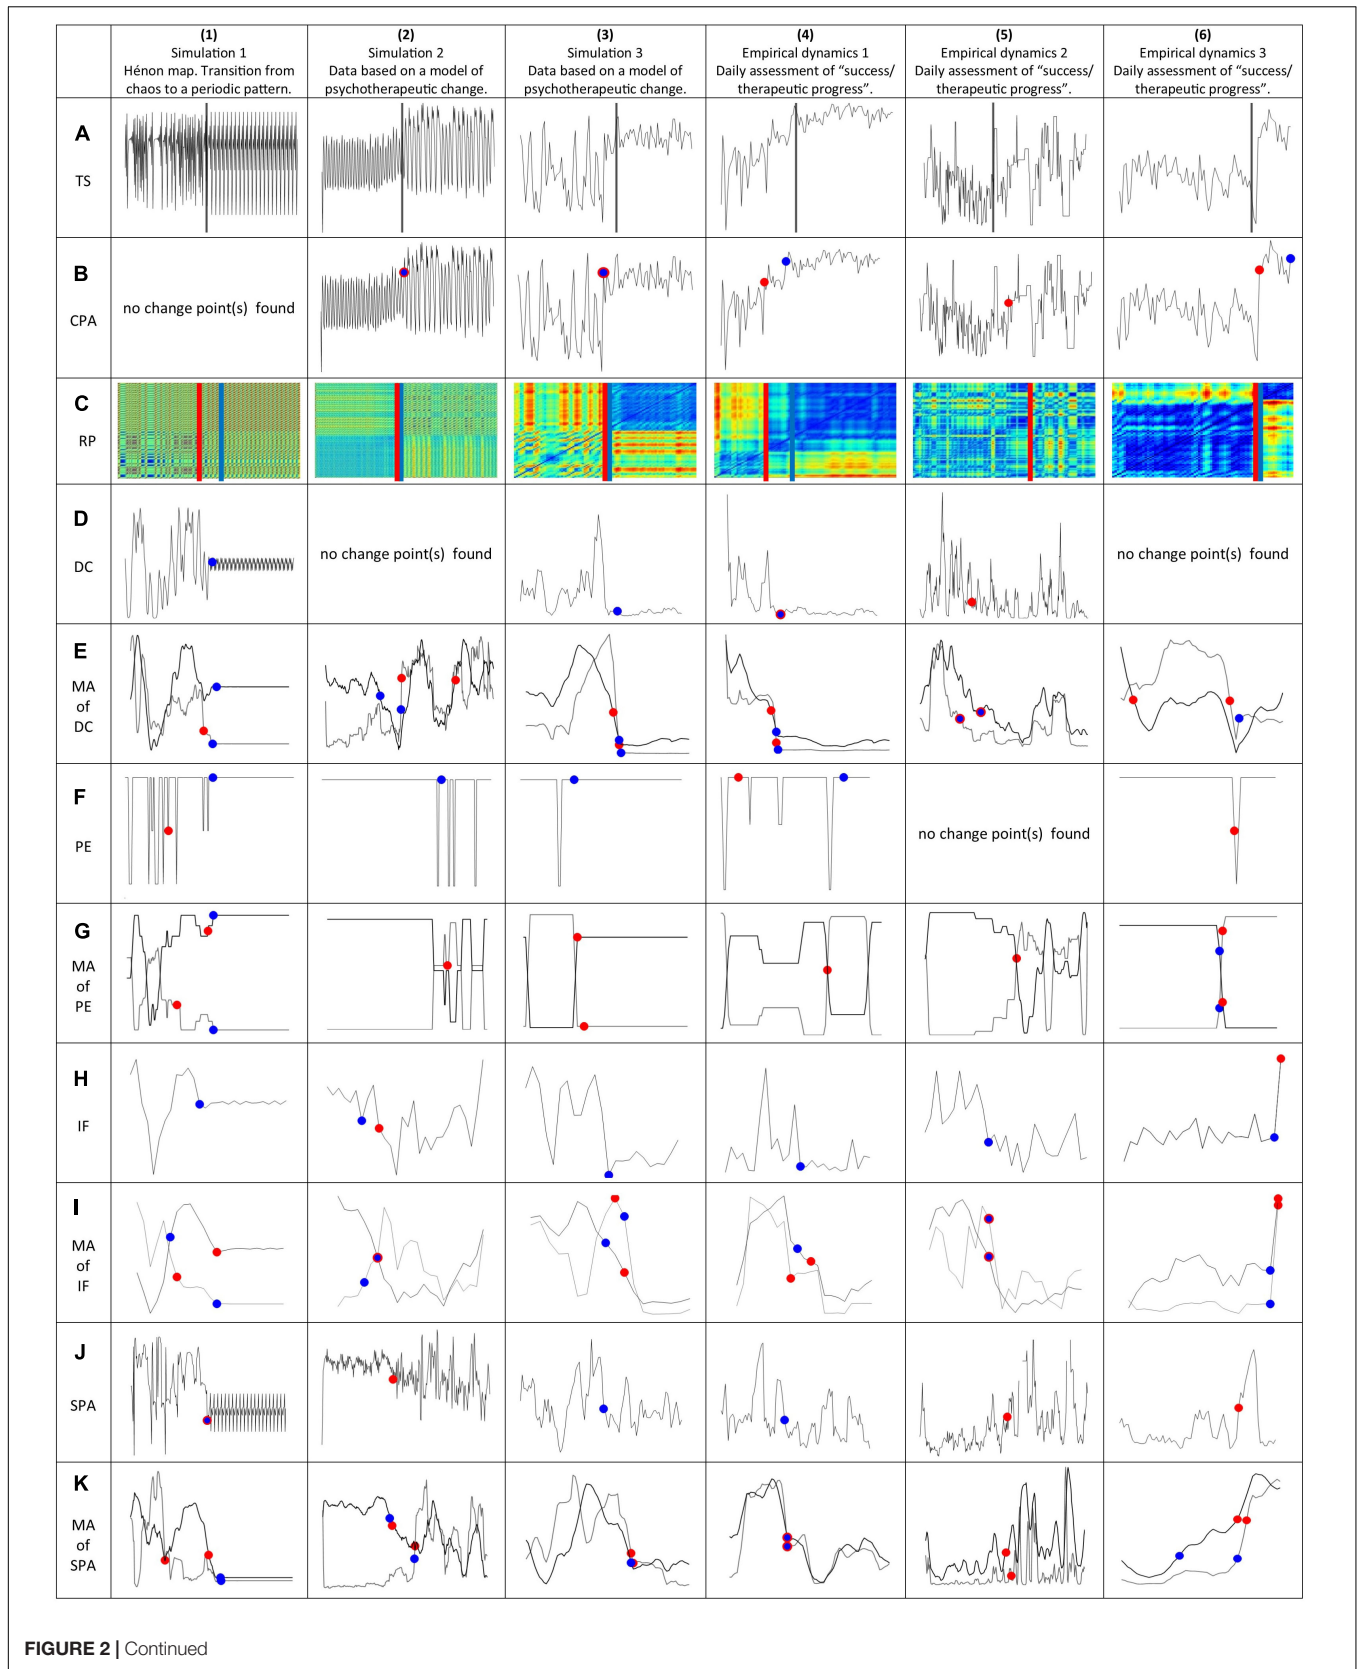 (1)
Simulation 1
Hénon map. Transition from
chaos to a periodic pattern.
(2)
Simulation 2
Data based on a model of
psychotherapeutic change.
(3)
Simulation 3
Data based on a model of
psychotherapeutic change.
(4)
Empirical dynamics 1
Daily assessment of “success/
therapeutic progress”.
(5)
Empirical dynamics 2
Daily assessment of “success/
therapeutic progress”.
(6)
Empirical dynamics 3
Daily assessment of “success/
therapeutic progress”.
A
TS
B
CPA
no change point(s) found
C
RP
D
DC
no change point(s) found
no change point(s) found
E
MA
of
DC
F
PE
no change point(s) found
G
MA
of
PE
H
IF
I
MA
of
IF
J
SPA
K
MA
of
SPA
FIGURE 2 | Continued